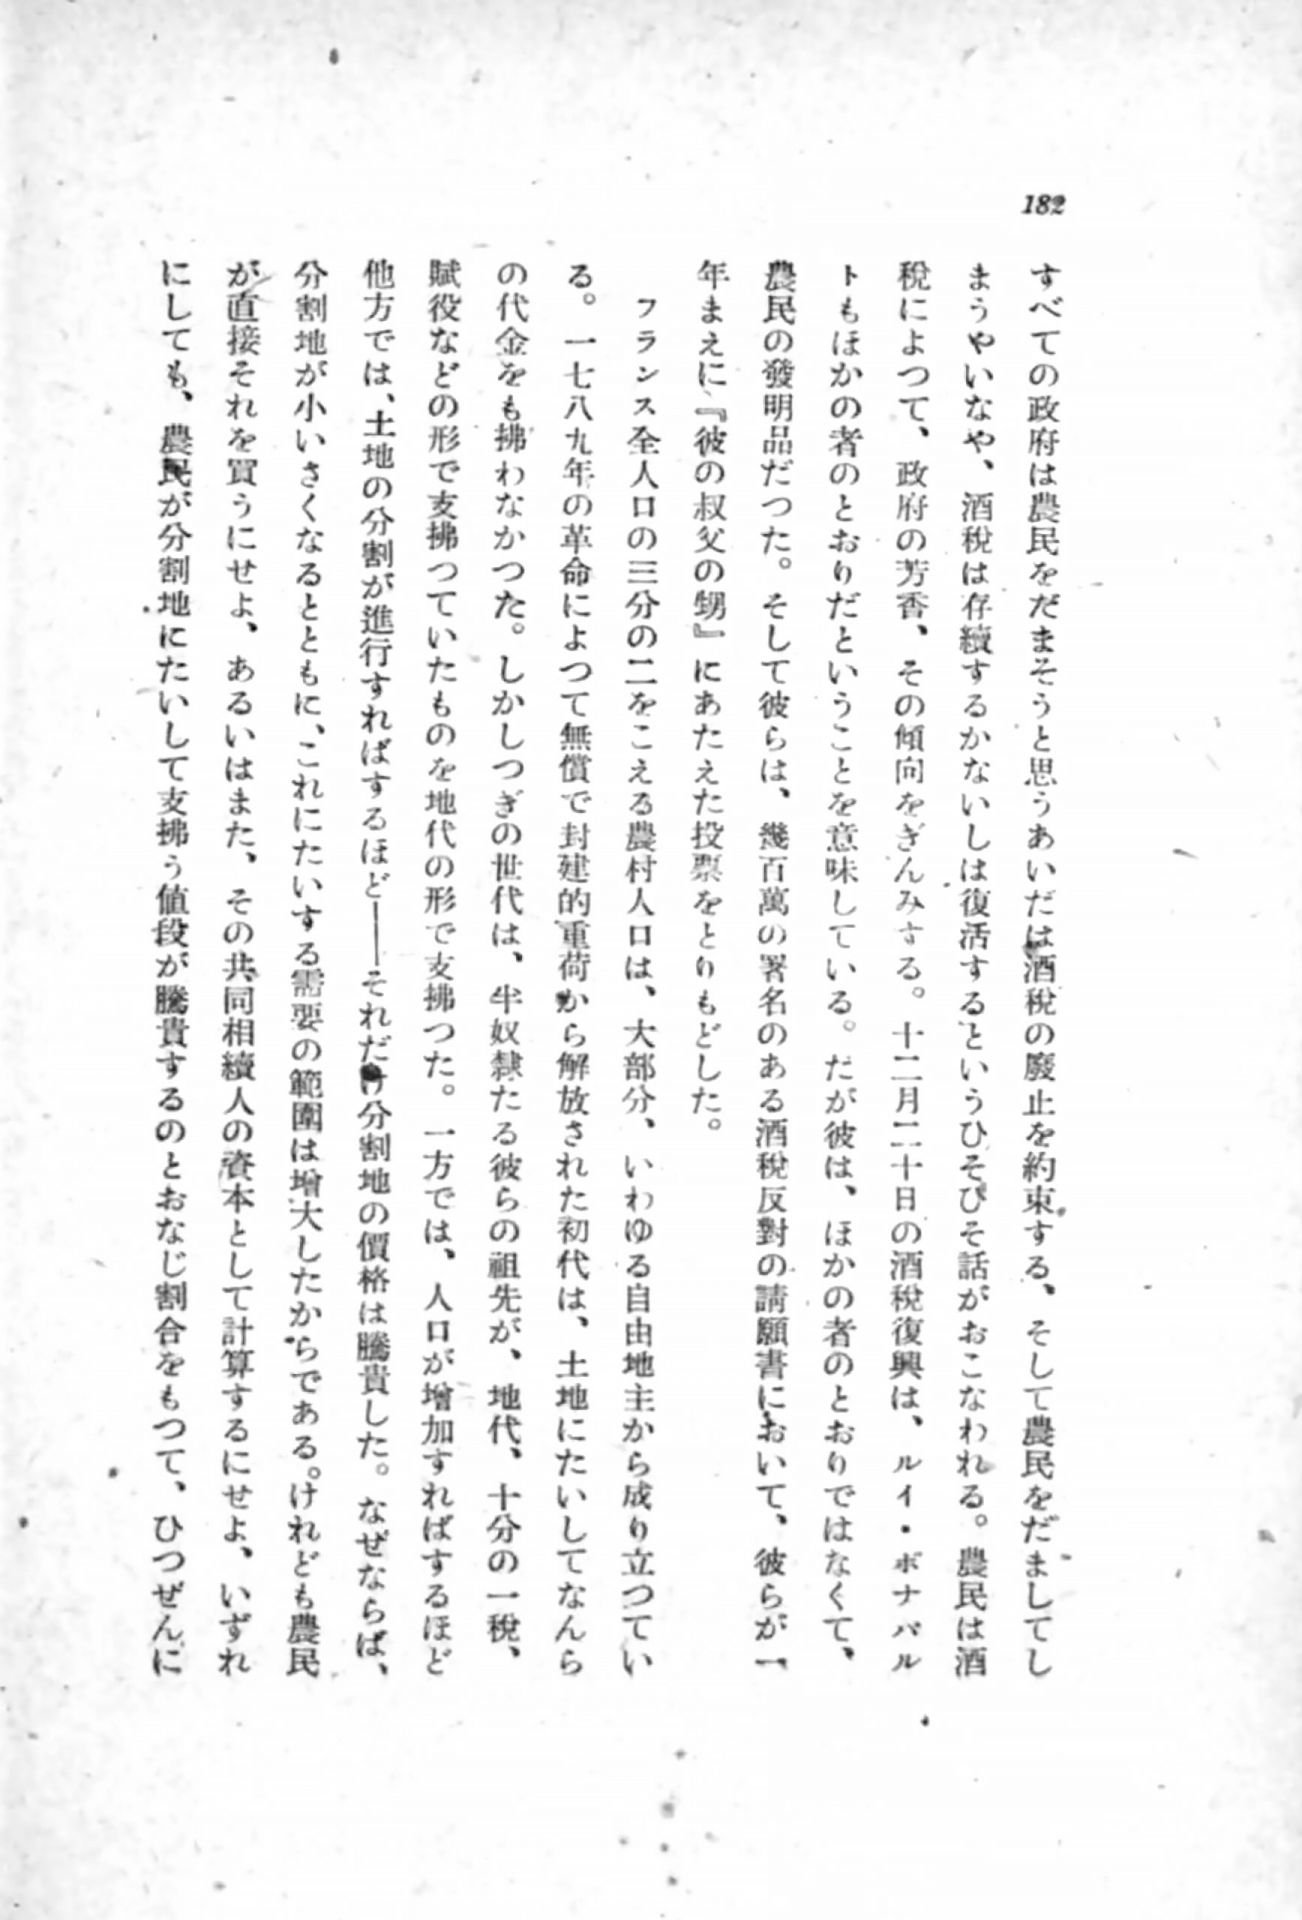 182
すべての政府は農民をだまそうと思うあいだは酒稅の廢止を約束する、そして農民をだましてし
まうやいなや、酒稅は存續するかないしは復活するというひそひそ話がおこなわれる。農民は酒
稅によつて、政府の芳香、その傾向をぎんみする。十二月二十日の酒稅復興は、ルイ・ボナパル
トもほかの者のとおりだということを意味している。だが彼は、ほかの者のとおりではなくて、
農民の發明品だつた。そして彼らは、幾百萬の署名のある酒稅反對の請願書において、彼らが一
年まえに『彼の叔父の甥』にあたえた投票をとりもどした。
フランス全人口の三分の二をこえる農村人口は、大部分、いわゆる自由地主から成り立つてい
る。一七八九年の革命によつて無償で封建的重荷から解放された初代は、土地にたいしてなんら
の代金をも拂わなかつた。しかしつぎの世代は、半奴隸たる彼らの祖先が、地代、十分の一稅、
賦役などの形で支拂つていたものを地代の形で支拂つた。一方では、人口が增加すればするほど
他方では、土地の分割が進行すればするほど――それだけ分割地の價格は騰貴した。なぜならば、
分割地が小いさくなるとともに、これにたいする需要の範圍は增大したからである。けれども農民
が直接それを買うにせよ、あるいはまた、その共同相續人の資本として計算するにせよ、いずれ
にしても、農民が分割地にたいして支拂う値段が騰貴するのとおなじ割合をもつて、ひつぜんに